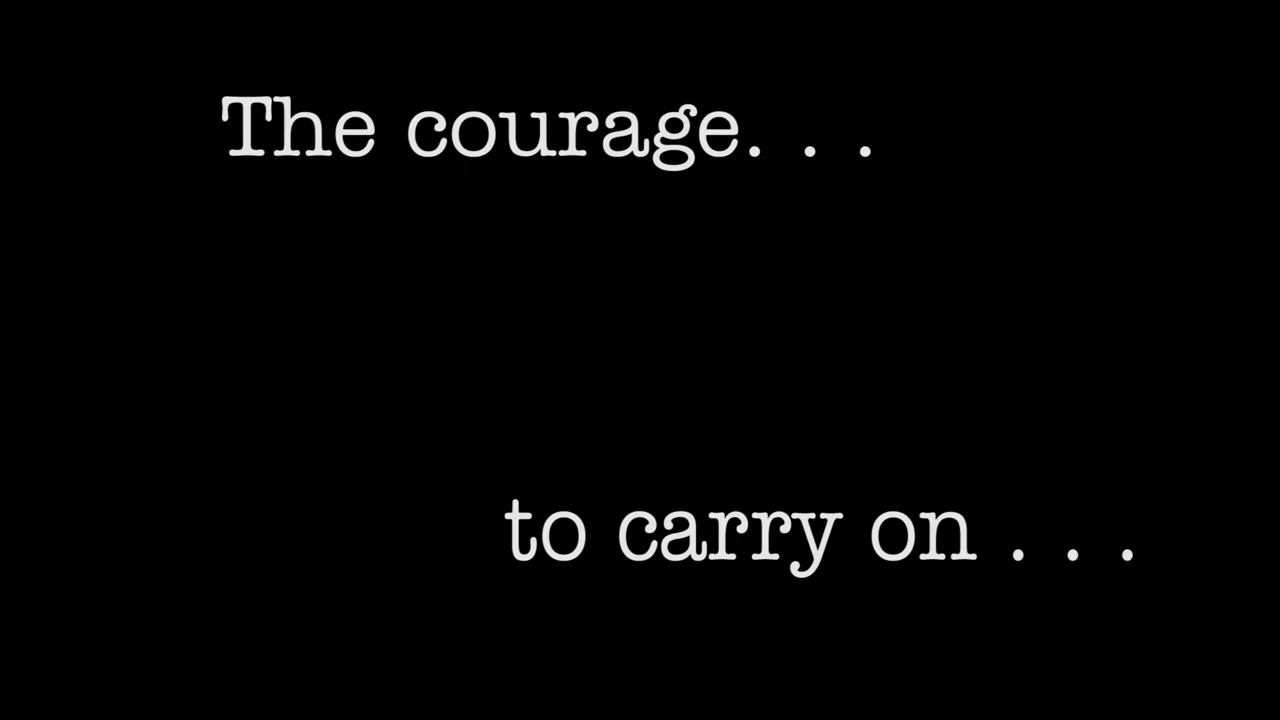 The courage. . .
to carry on . . .